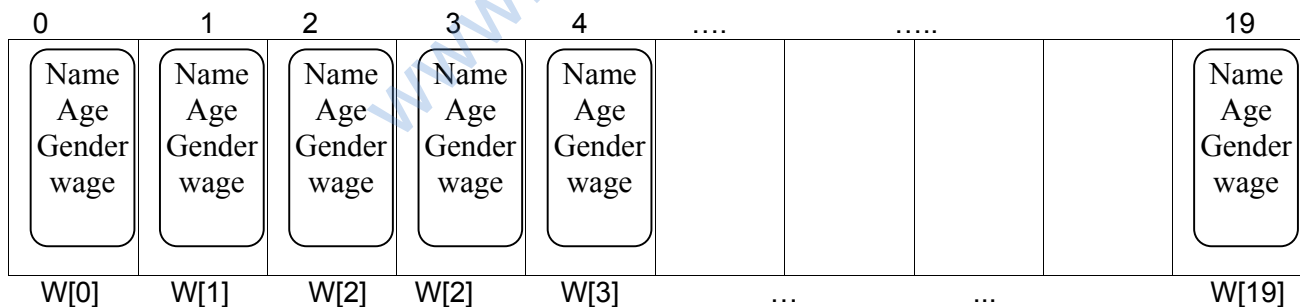 0 1 2 3 4 .... ..... 19
Name Name Name Name Name Name
Age Age Age Age Age Age
Gender Gender Gender Gender Gender Gender
wage wage wage wage wage wage
W[0] W[1] W[2] W[2] W[3] ... ... W[19]